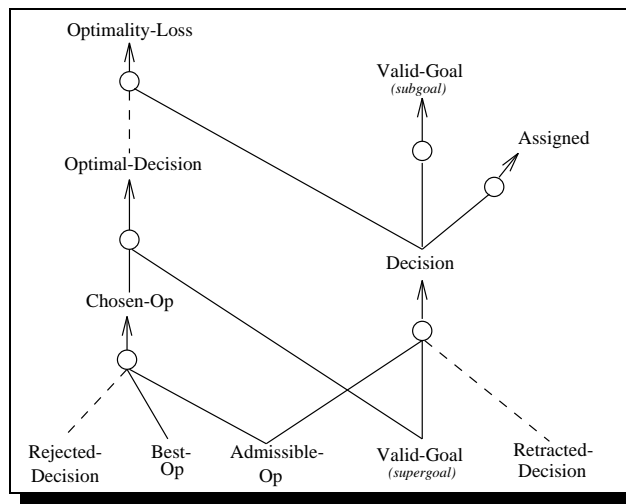 Optimality-Loss
Valid-Goal
(subgoal)
Assigned
Optimal-Decision
Decision
Chosen-Op
Rejected-
Decision
Best-
Op
Admissible-
Op
Valid-Goal
(supergoal)
Retracted-
Decision